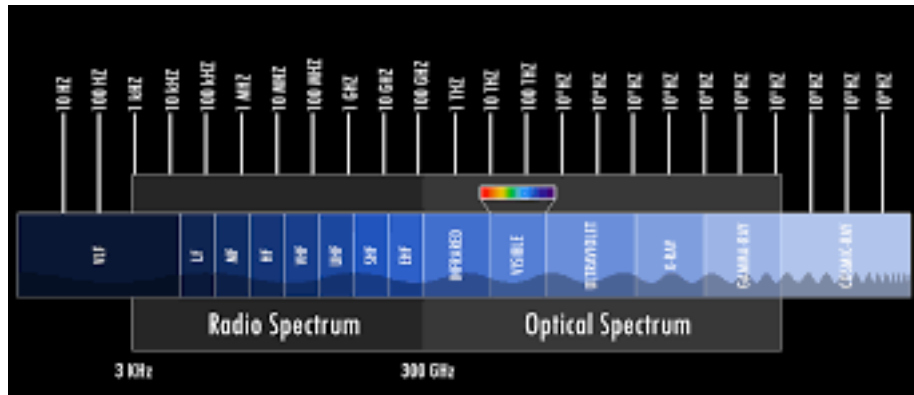 10 HZ
100 HZ
1 kHZ
10 kHZ
100 kHZ
1 MHZ
10 MHZ
100 MHZ
1 GHZ
10 GHZ
100 GHZ
1 THZ
10 THZ
100 THZ
VLF
LF
MF
HF
VHF
UHF
SHF
EHF
INFRARED
VISIBLE
ULTRAVIOLET
X-RAY
GAMMA-RAY
COSMIC-RAY
Radio Spectrum
Optical Spectrum
3 KHz
300 GHz